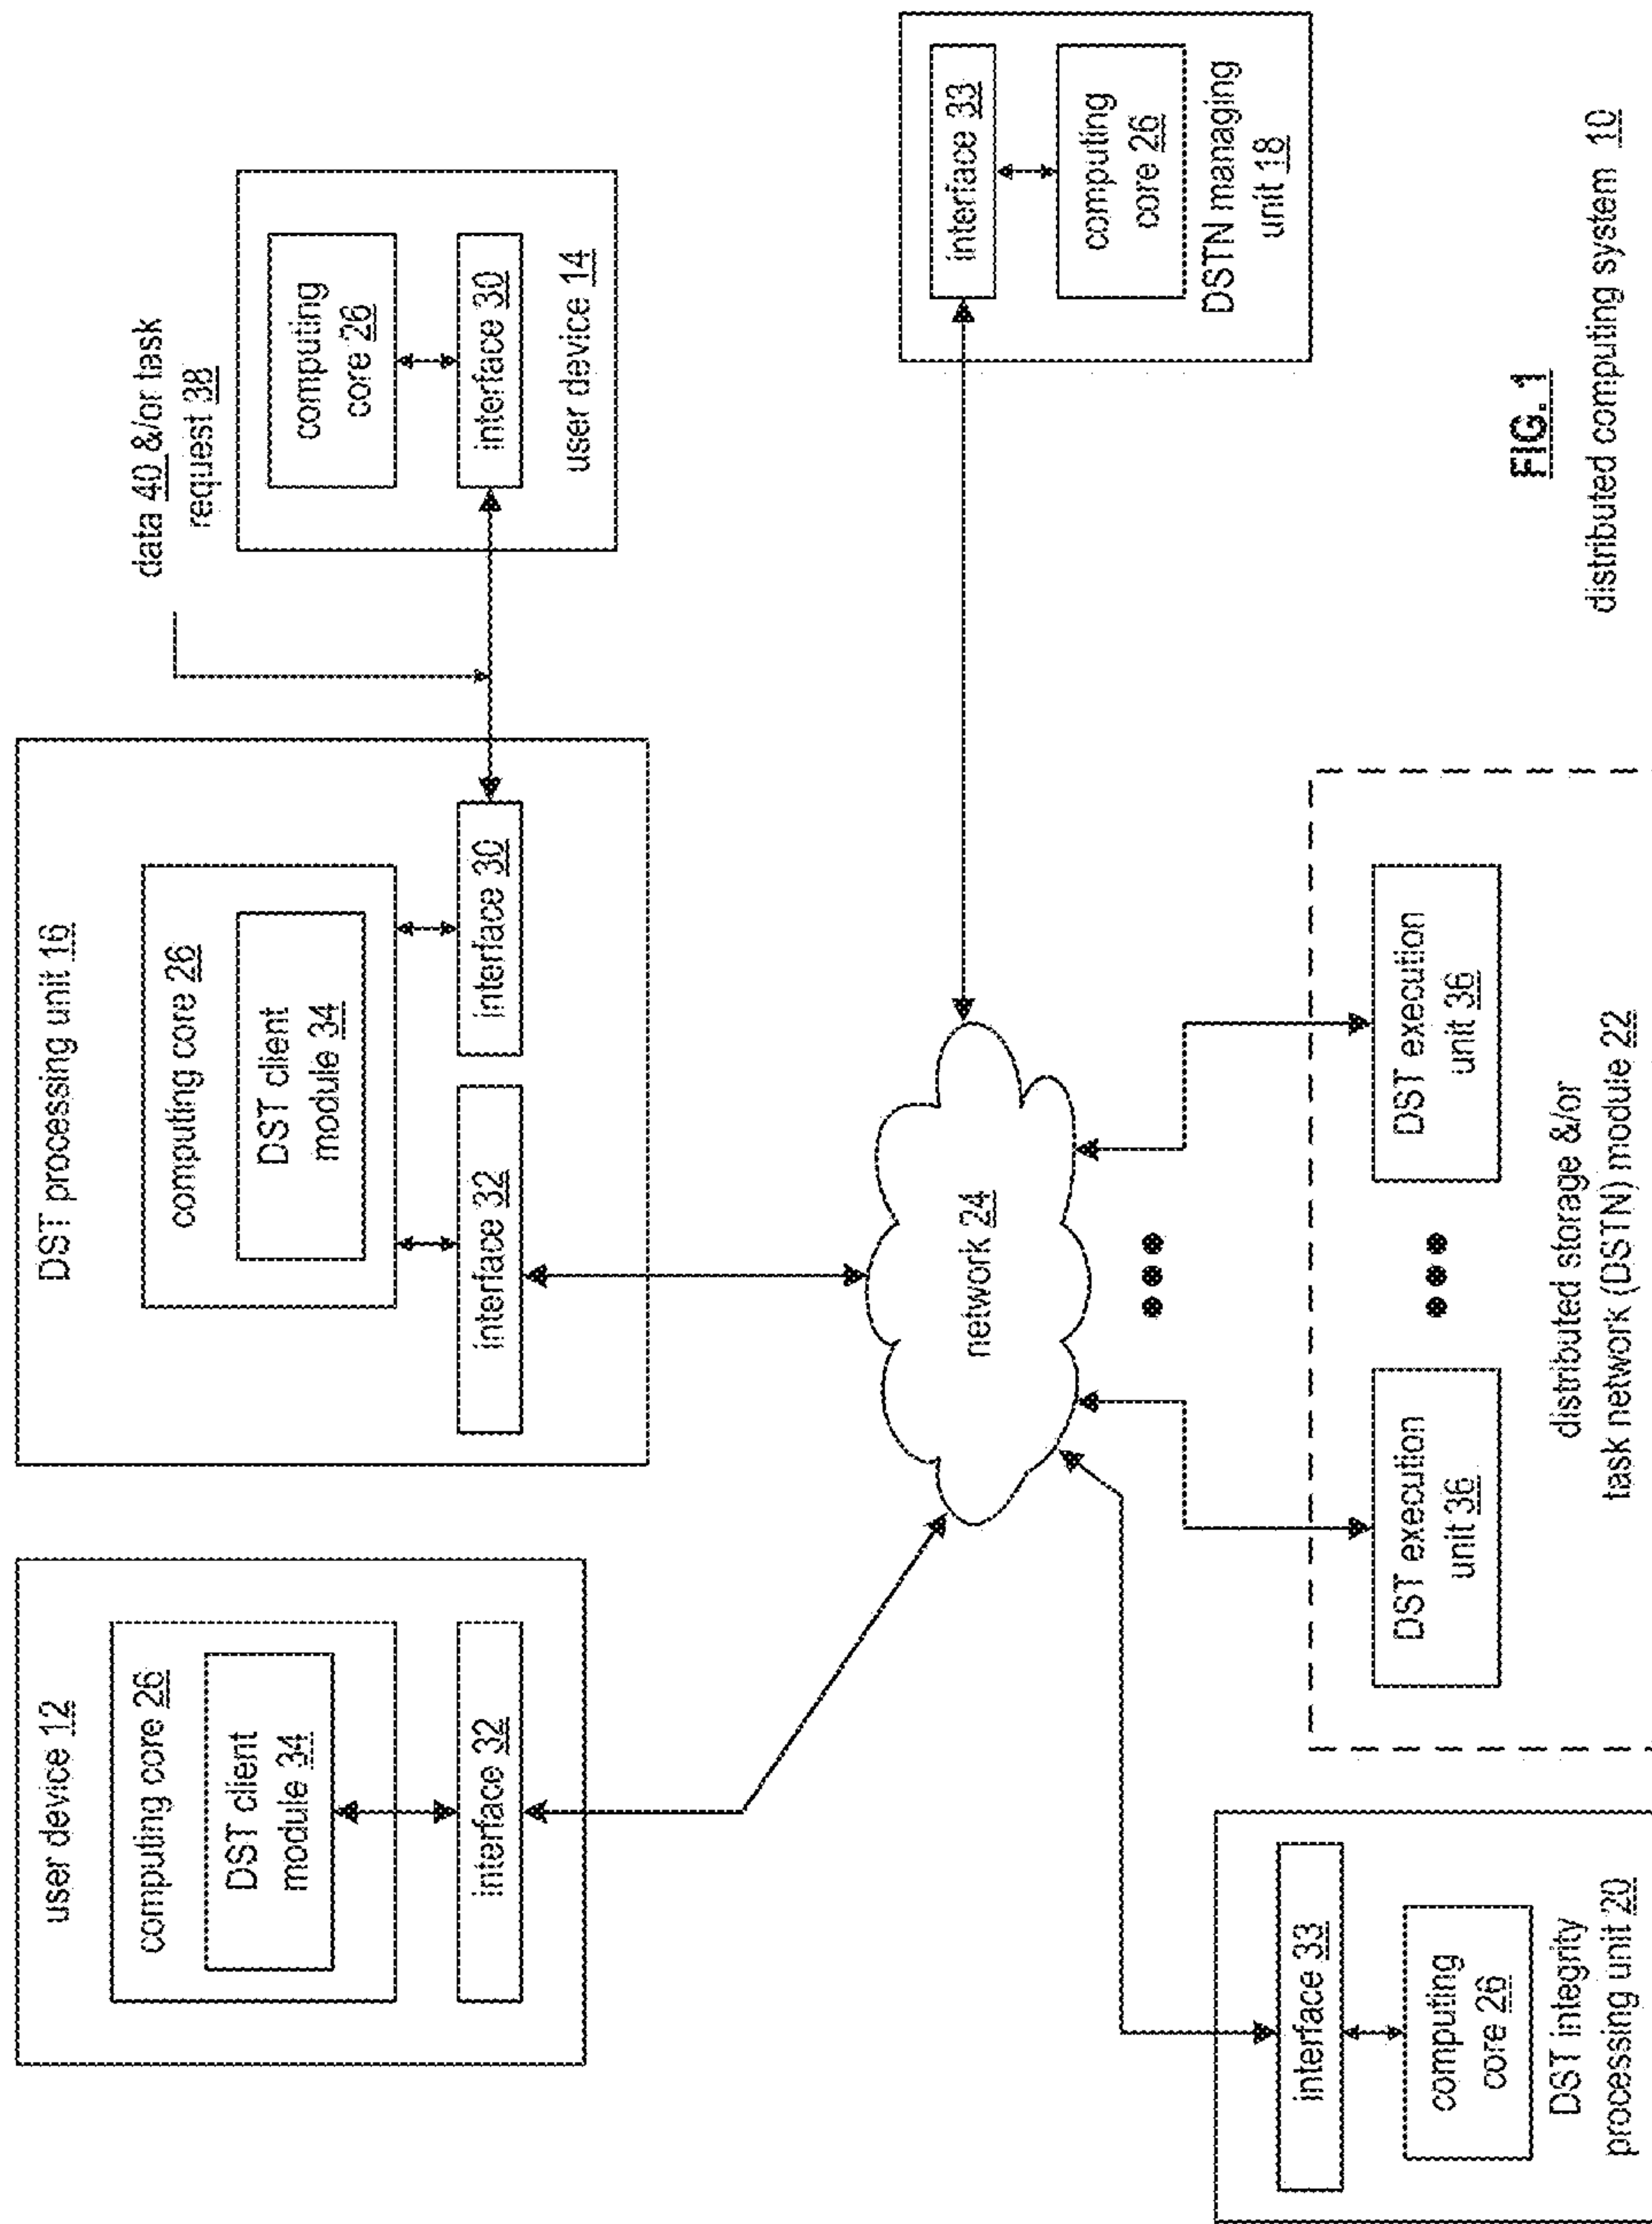 user device 12
computing core 26
DST client
module 34
interface 32
DST processing unit 16
computing core 26
DST client
module 34
interface 32
interface 30
data 40 &/or task
request 38
computing
core 26
interface 30
user device 14
network 24
interface 33
computing
core 26
DSTN managing
unit 18
interface 33
computing
core 26
DST integrity
processing unit 20
DST execution
unit 36
DST execution
unit 36
distributed storage &/or
task network (DSTN) module 22
FIG. 1
distributed computing system 10